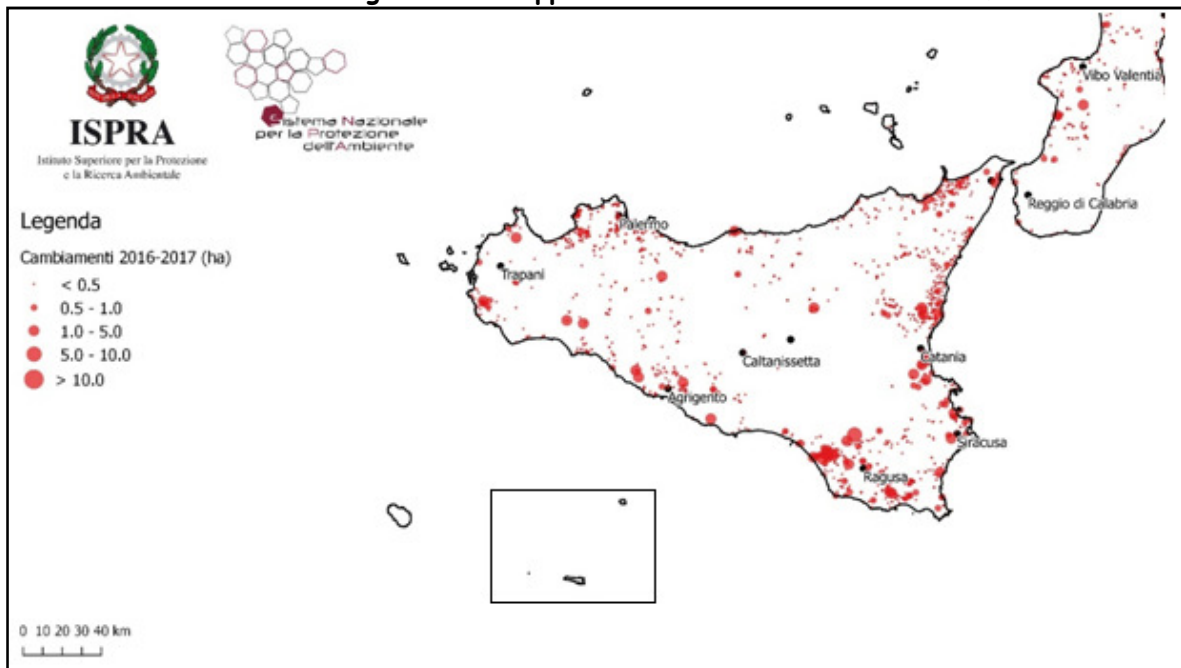 ISPRA
Istituto Superiore per la Protezione
e la Ricerca Ambientale
Sistema Nazionale
per la Protezione
dell'Ambiente
Legenda
Cambiamenti 2016-2017 (ha)
< 0.5
0.5 - 1.0
1.0 - 5.0
5.0 - 10.0
> 10.0
Vibo Valentia
Reggio di Calabria
Palermo
Trapani
Caltanissetta
Catania
Agrigento
Siracusa
Ragusa
0 10 20 30 40 km